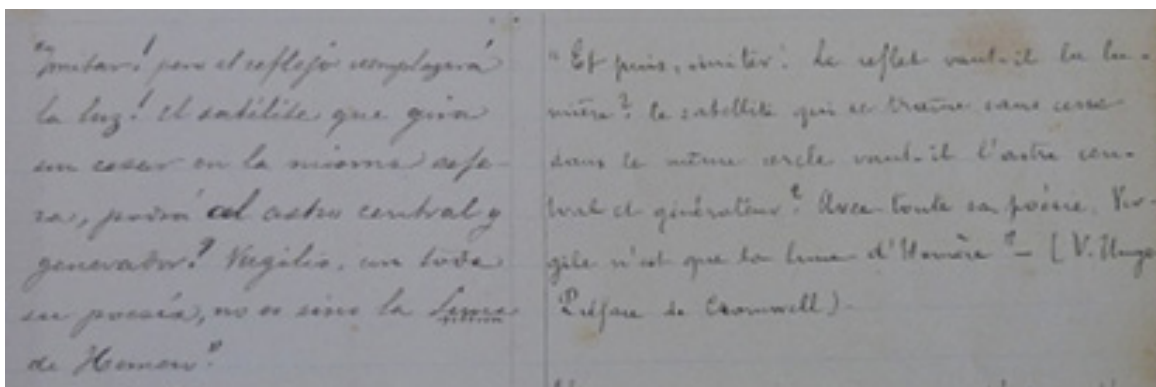 "Imitar! pero el reflejo reemplazará
la luz! el satélite que gira
sin cesar en la misma esfe-
ra, podrá al astro central y
generador? Virgilio, con toda
su poesía, no es sino la luna
de Homero"
"Et puis, imiter! Le reflet vaut-il la lu-
mière? le satellite qui se traîne sans cesse
dans le même cercle vaut-il l'astre cen-
tral et générateur? Avec toute sa poésie, Vir-
gile n'est que la lune d'Homère" — (V. Hugo
Préface de Cromwell).-